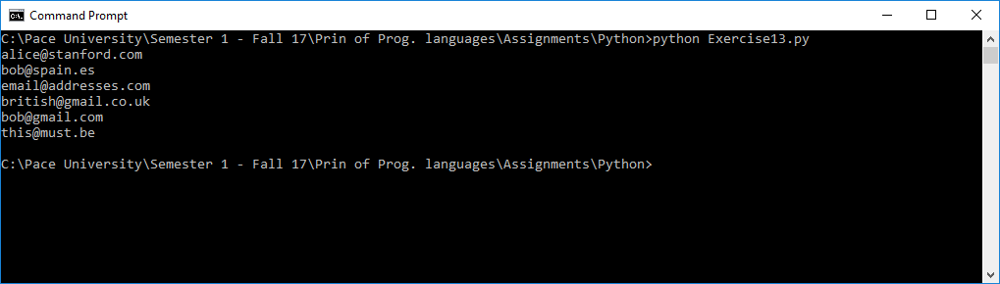 Command Prompt
C:\Pace University\Semester 1 - Fall 17\Prin of Prog. languages\Assignments\Python>python Exercise13.py
alice@stanford.com
bob@spain.es
email@addresses.com
british@gmail.co.uk
bob@gmail.com
this@must.be
C:\Pace University\Semester 1 - Fall 17\Prin of Prog. languages\Assignments\Python>